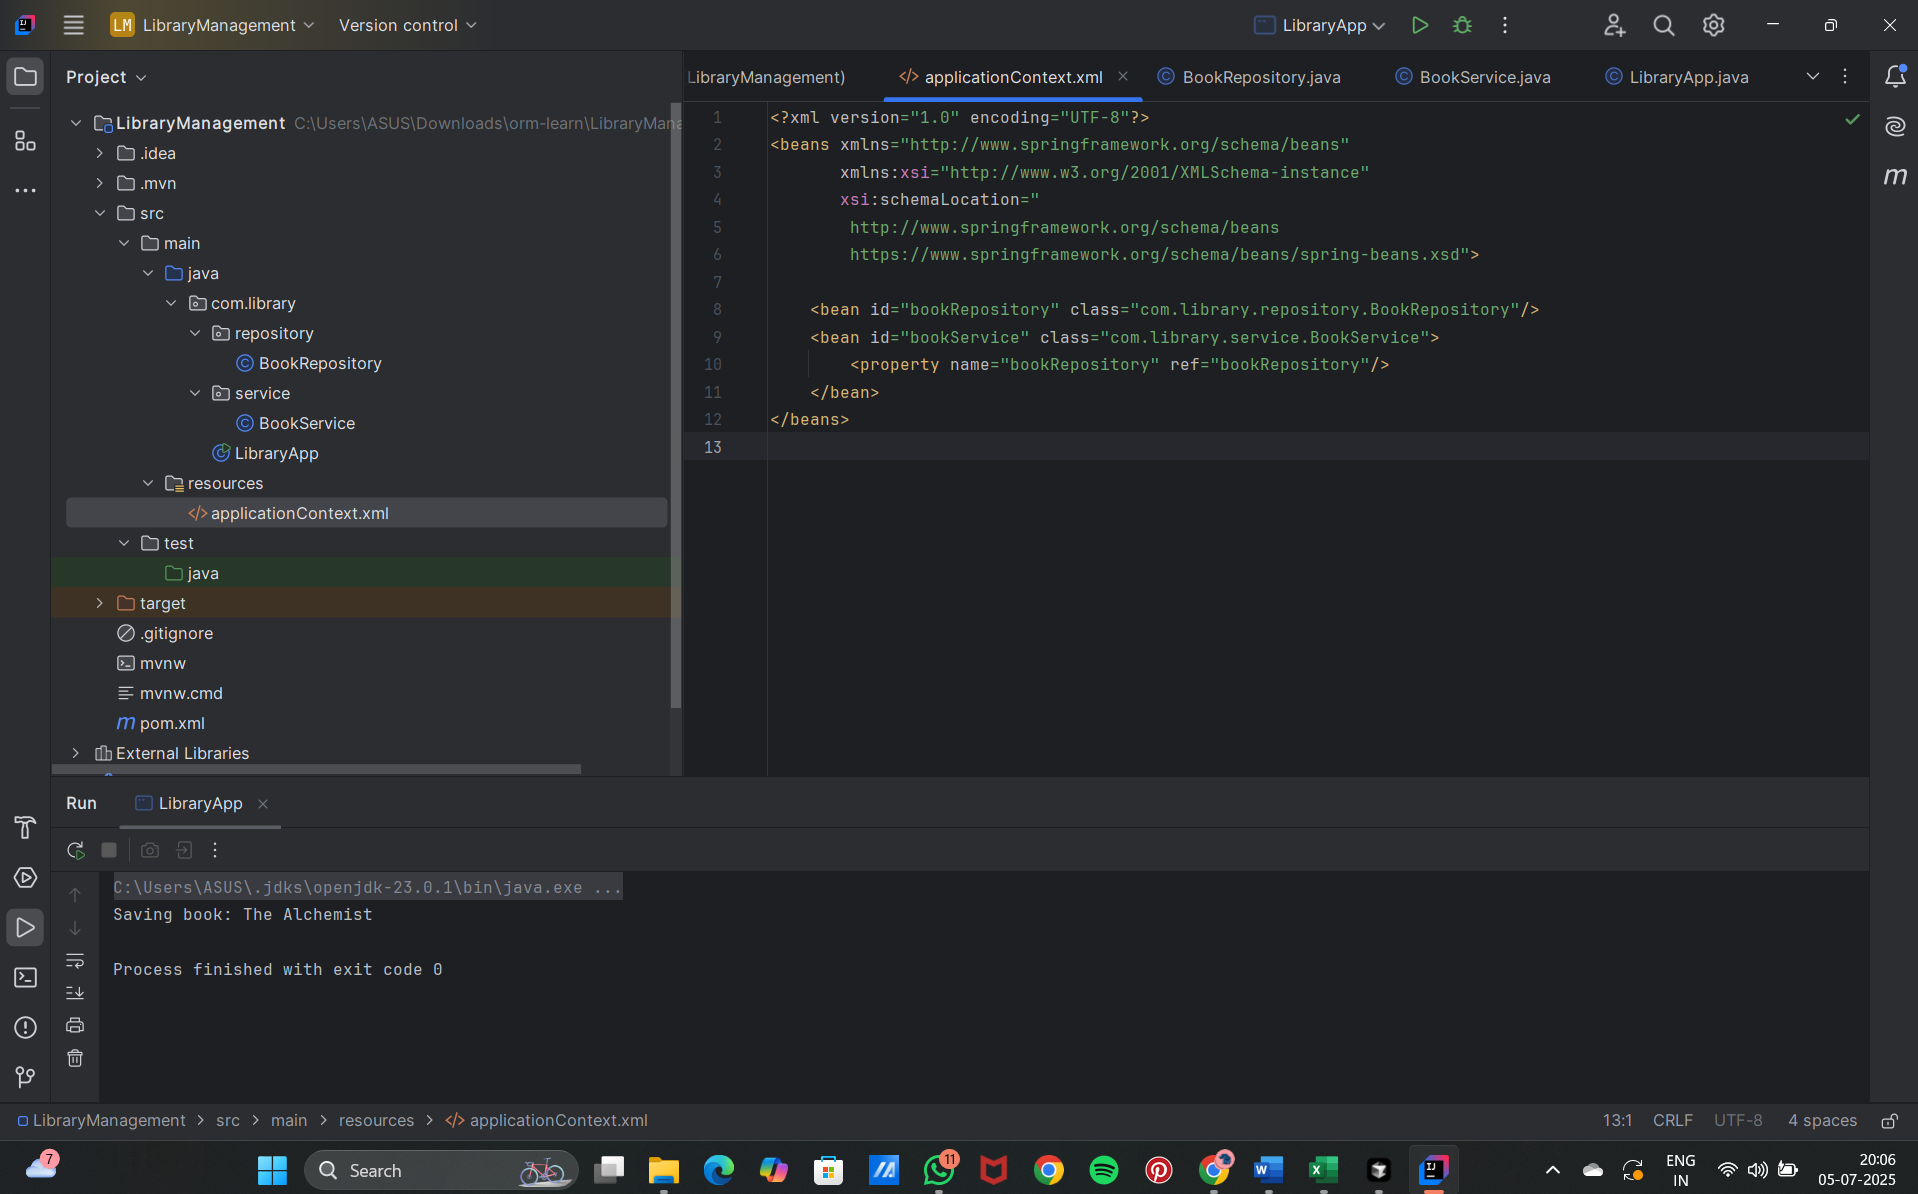 LM LibraryManagement Version control LibraryApp
Project
LibraryManagement C:\Users\ASUS\Downloads\orm-learn\LibraryMana
.idea
.mvn
src
main
java
com.library
repository
BookRepository
service
BookService
LibraryApp
resources
</> applicationContext.xml
test
java
target
.gitignore
mvnw
mvnw.cmd
m pom.xml
External Libraries
LibraryManagement) </> applicationContext.xml BookRepository.java BookService.java LibraryApp.java
1 <?xml version="1.0" encoding="UTF-8"?>
2 <beans xmlns="http://www.springframework.org/schema/beans"
3 xmlns:xsi="http://www.w3.org/2001/XMLSchema-instance"
4 xsi:schemaLocation="
5 http://www.springframework.org/schema/beans
6 https://www.springframework.org/schema/beans/spring-beans.xsd">
7
8 <bean id="bookRepository" class="com.library.repository.BookRepository"/>
9 <bean id="bookService" class="com.library.service.BookService">
10 <property name="bookRepository" ref="bookRepository"/>
11 </bean>
12 </beans>
13
Run LibraryApp
C:\Users\ASUS\.jdks\openjdk-23.0.1\bin\java.exe ...
Saving book: The Alchemist
Process finished with exit code 0
LibraryManagement > src > main > resources > </> applicationContext.xml 13:1 CRLF UTF-8 4 spaces
7 Search 11 ENG IN 20:06
05-07-2025